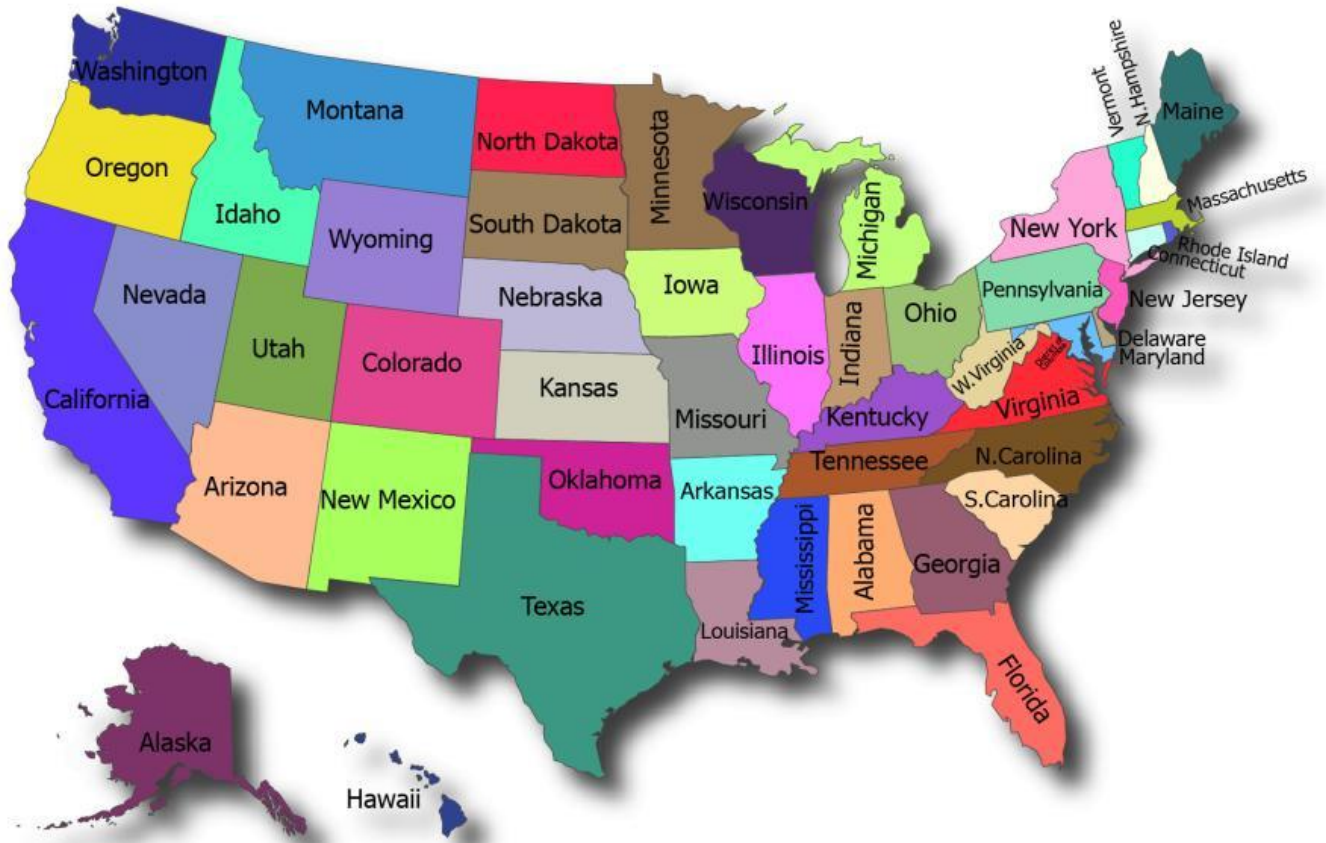 Washington
Montana
North Dakota
Minnesota
Vermont
N.Hampshire
Maine
Oregon
Idaho
Wyoming
South Dakota
Wisconsin
Michigan
New York
Massachusetts
Rhode Island
Connecticut
Nevada
Nebraska
Iowa
Pennsylvania
New Jersey
Utah
Colorado
Illinois
Indiana
Ohio
Delaware
Maryland
California
Kansas
Missouri
Kentucky
W.Virginia
Virginia
Arizona
New Mexico
Oklahoma
Arkansas
Tennessee
N.Carolina
S.Carolina
Texas
Louisiana
Mississippi
Alabama
Georgia
Florida
Alaska
Hawaii